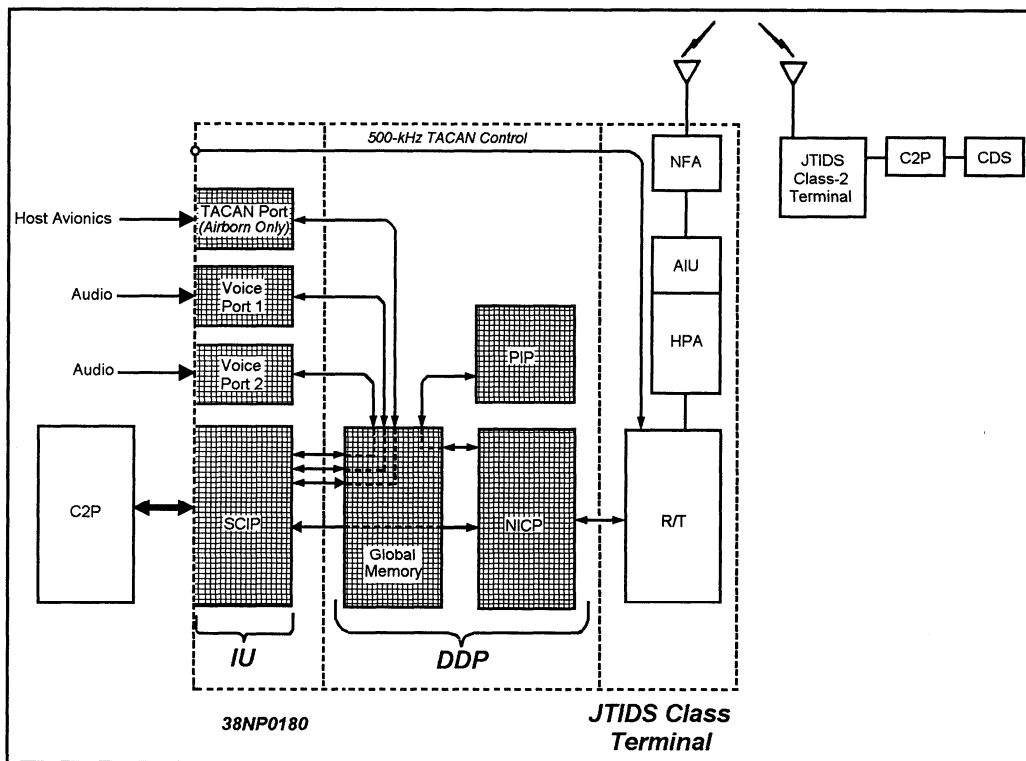 500-kHz TACAN Control
NFA
JTIDS
Class-2
Terminal
C2P
CDS
Host Avionics
TACAN Port
(Airborn Only)
AIU
Audio
Voice
Port 1
HPA
PIP
Audio
Voice
Port 2
C2P
SCIP
Global
Memory
NICP
R/T
IU
DDP
38NP0180
JTIDS Class
Terminal